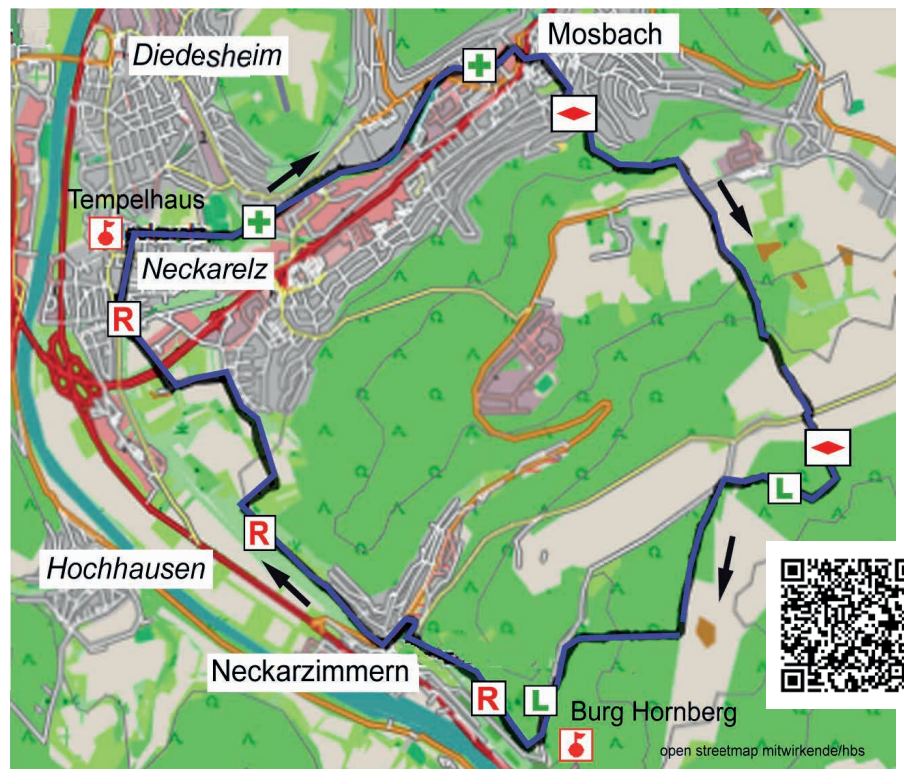 Mosbach
Diedesheim
Tempelhaus
Neckarelz
R
R
L
Hochhausen
Neckarzimmern
R
L
Burg Hornberg
open streetmap mitwirkende/hbs